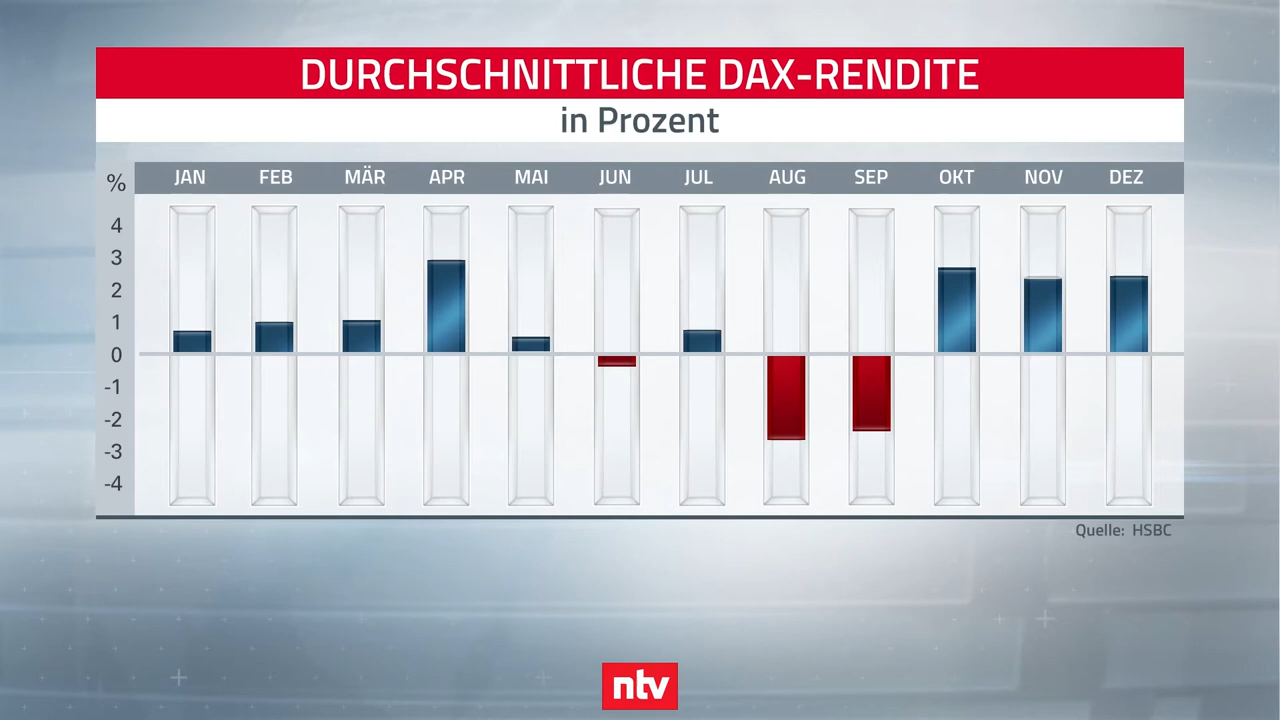 DURCHSCHNITTLICHE DAX-RENDITE
in Prozent
% JAN FEB MÄR APR MAI JUN JUL AUG SEP OKT NOV DEZ
4
3
2
1
0
-1
-2
-3
-4
Quelle: HSBC
ntv